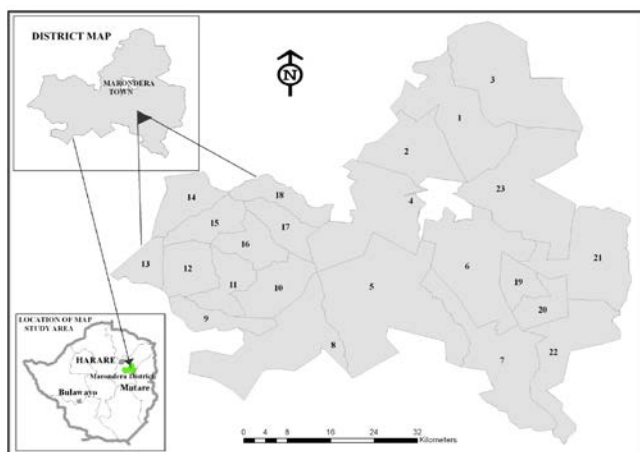 DISTRICT MAP
MARONDERA
TOWN
N
3
1
2
23
4
18
14
15
17
16
13
12
11
10
9
8
5
6
19
20
21
7
22
LOCATION OF MAP
STUDY AREA
HARARE
Marondera District
Bulawayo
Mutare
0 2 4 8 16 24 32
Kilometers